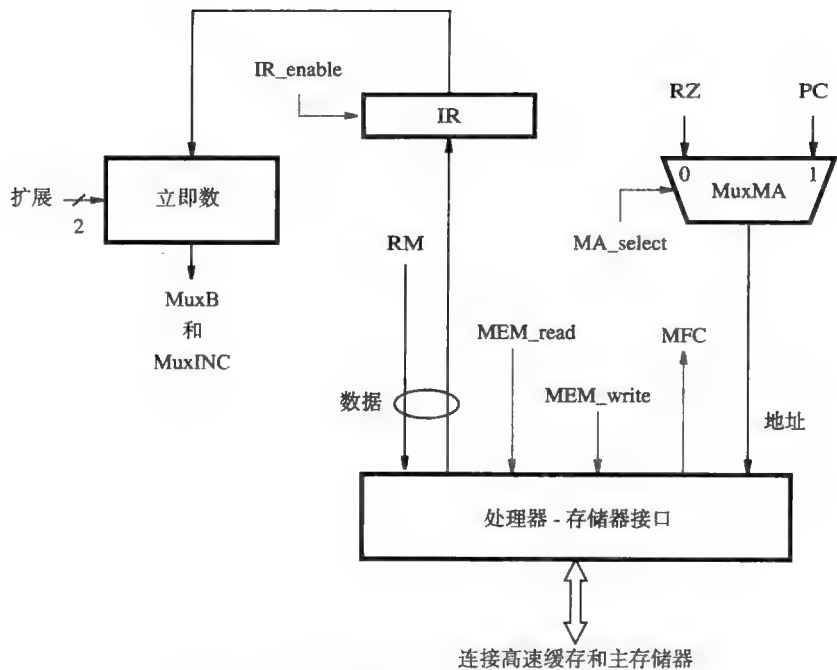 IR_enable
IR
RZ
PC
0
1
MuxMA
MA_select
扩展
2
立即数
MuxB
和
MuxINC
RM
数据
MEM_read
MEM_write
MFC
地址
处理器 - 存储器接口
连接高速缓存和主存储器